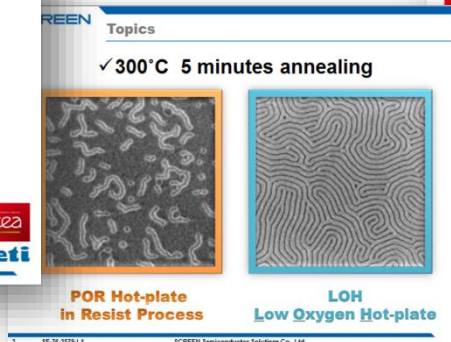 REEN
Topics
✓300°C 5 minutes annealing
cea
eti
POR Hot-plate
in Resist Process
LOH
Low Oxygen Hot-plate
SCREEN Semiconductor Solutions Co., Ltd.